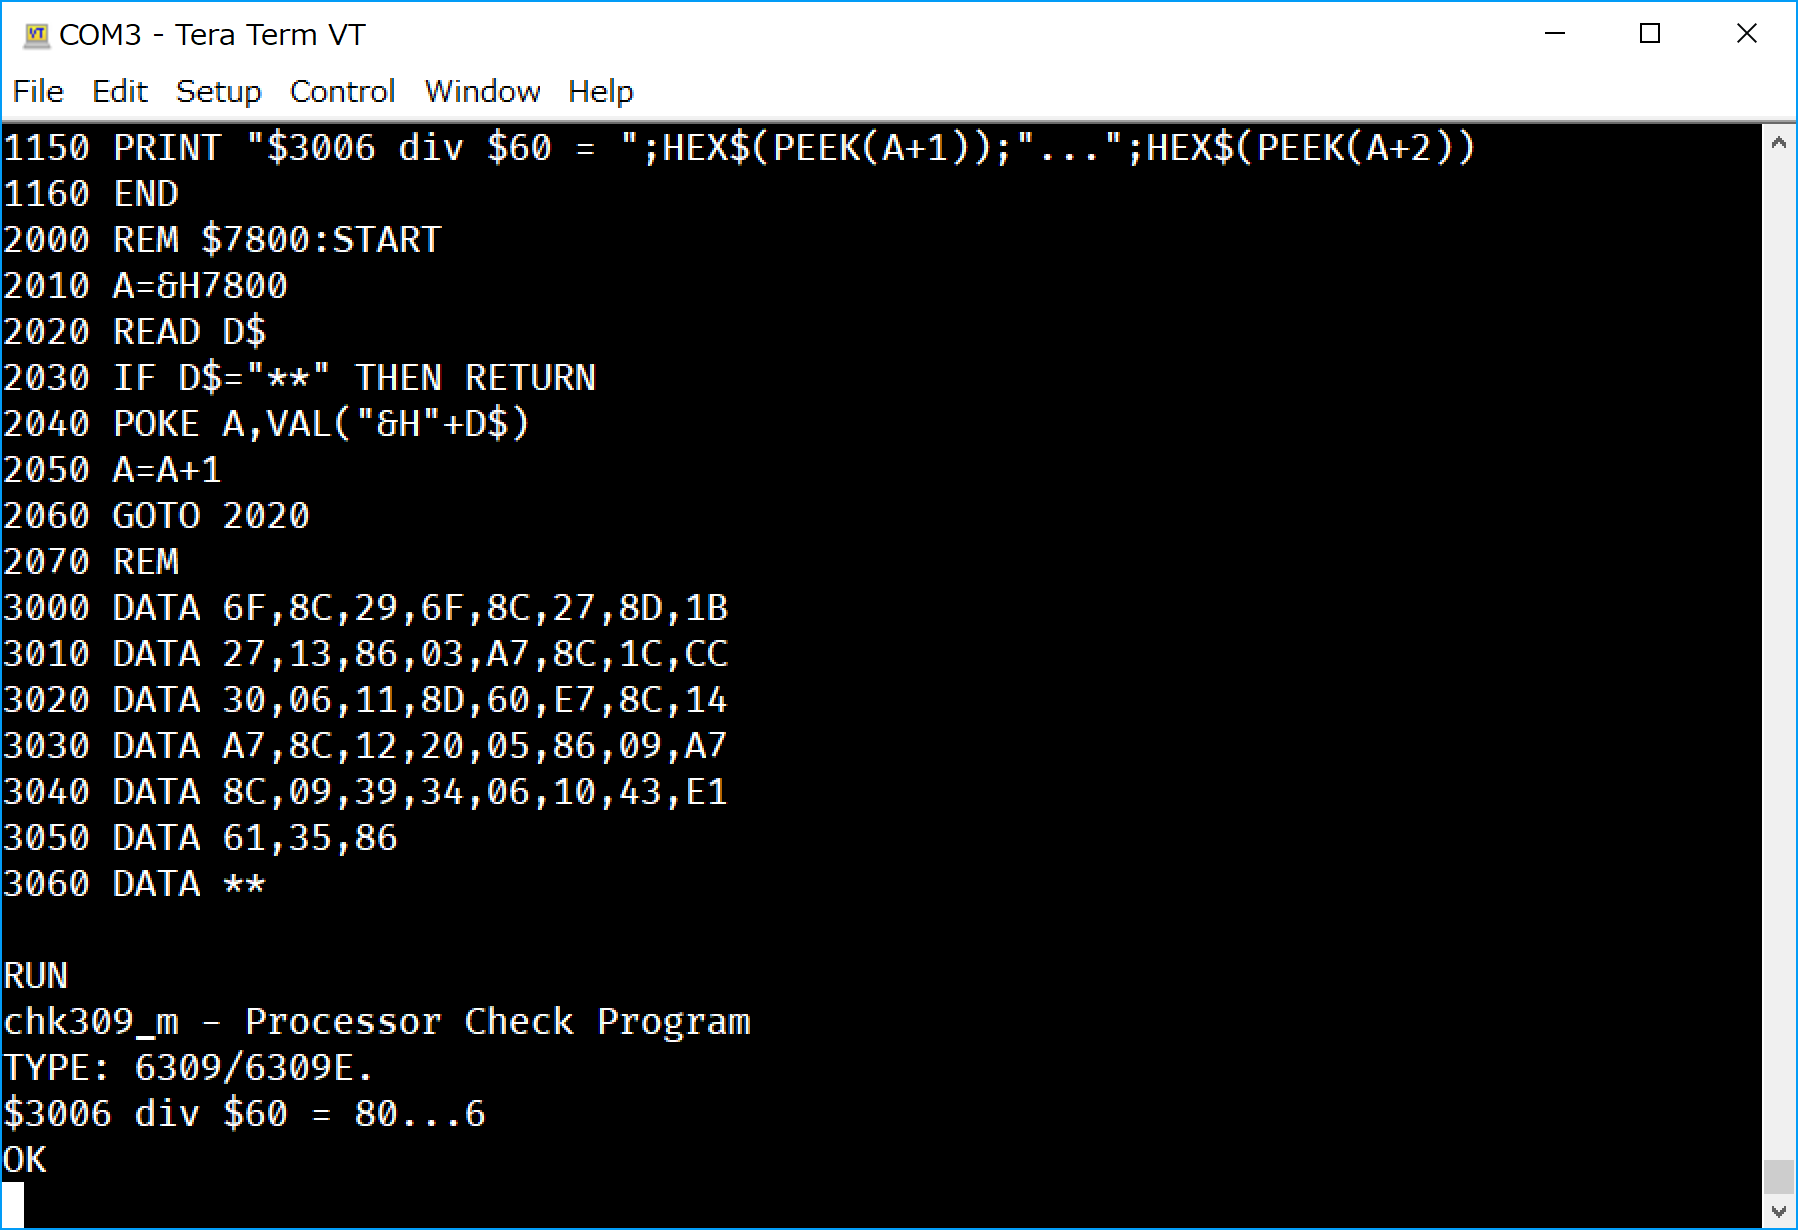 COM3 - Tera Term VT
File Edit Setup Control Window Help
1150 PRINT "$3006 div $60 = ";HEX$(PEEK(A+1));"...";HEX$(PEEK(A+2))
1160 END
2000 REM $7800:START
2010 A=&H7800
2020 READ D$
2030 IF D$="**" THEN RETURN
2040 POKE A,VAL("&H"+D$)
2050 A=A+1
2060 GOTO 2020
2070 REM
3000 DATA 6F,8C,29,6F,8C,27,8D,1B
3010 DATA 27,13,86,03,A7,8C,1C,CC
3020 DATA 30,06,11,8D,60,E7,8C,14
3030 DATA A7,8C,12,20,05,86,09,A7
3040 DATA 8C,09,39,34,06,10,43,E1
3050 DATA 61,35,86
3060 DATA **
RUN
chk309_m - Processor Check Program
TYPE: 6309/6309E.
$3006 div $60 = 80...6
OK